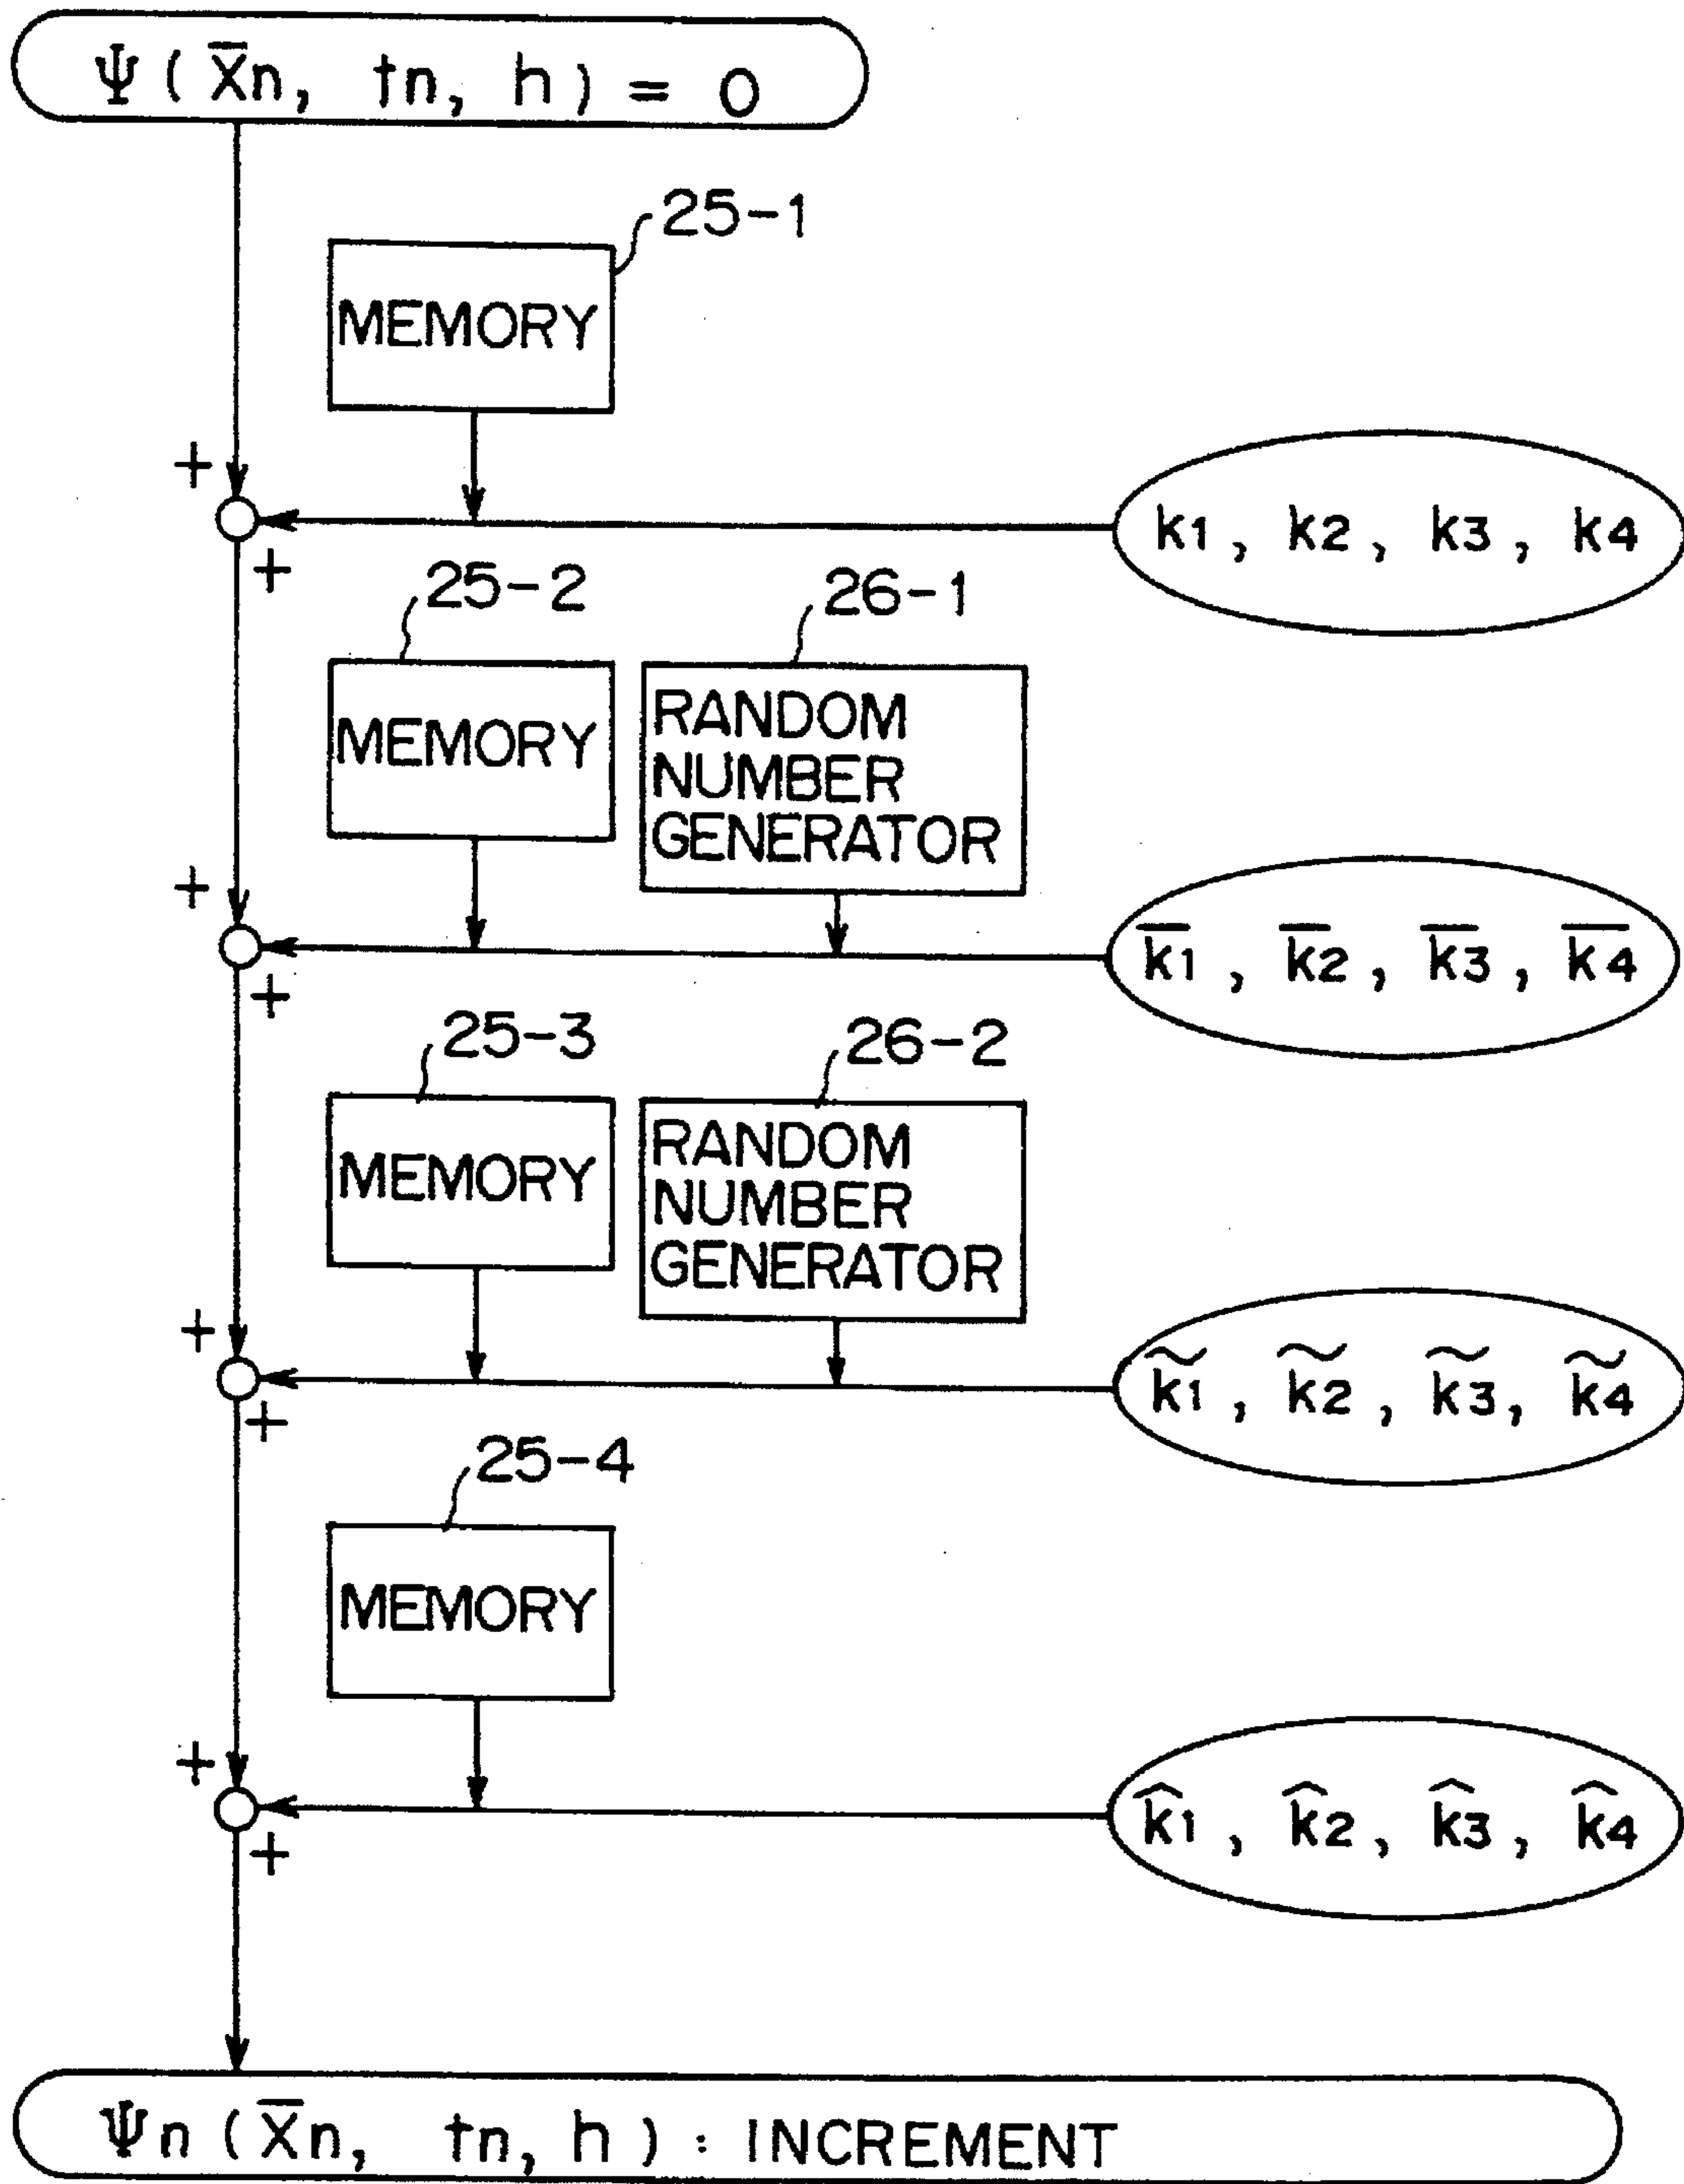 Ψ ( X̅n, tn, h ) = 0
25-1
MEMORY
+
k1, k2, k3, k4
+
25-2
26-1
MEMORY
RANDOM
NUMBER
GENERATOR
+
k̅1̅, k̅2̅, k̅3̅, k̅4̅
+
25-3
26-2
MEMORY
RANDOM
NUMBER
GENERATOR
+
k̃1, k̃2, k̃3, k̃4
+
25-4
MEMORY
+
k̂1, k̂2, k̂3, k̂4
+
Ψn ( X̅n, tn, h ) : INCREMENT